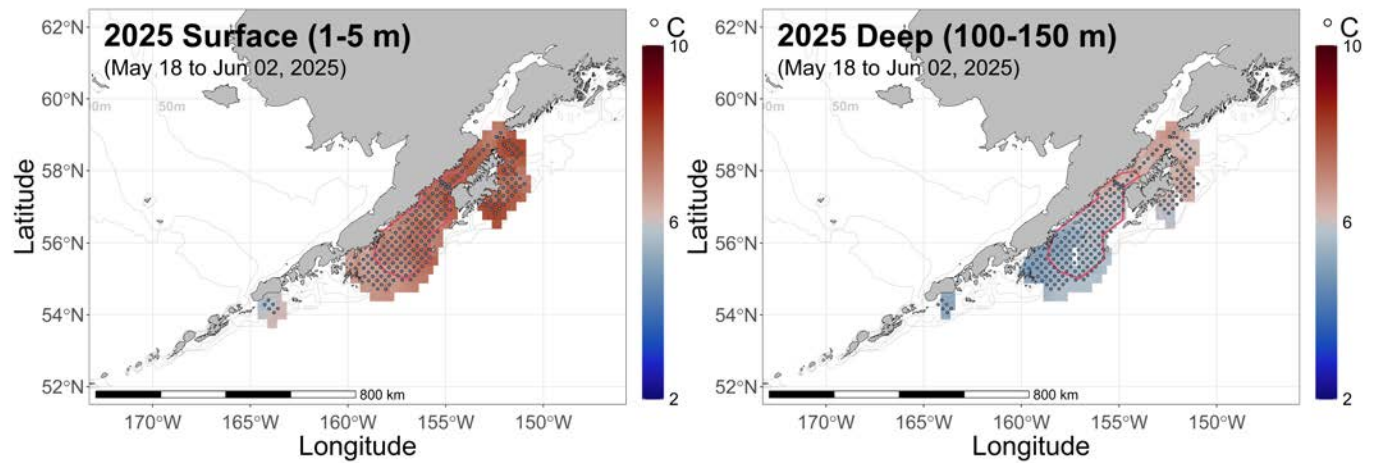 2025 Surface (1-5 m)
(May 18 to Jun 02, 2025)
62°N
60°N
58°N
56°N
54°N
52°N
Latitude
0m
50m
170°W
165°W
160°W
155°W
150°W
Longitude
800 km
°C
10
6
2
2025 Deep (100-150 m)
(May 18 to Jun 02, 2025)
62°N
60°N
58°N
56°N
54°N
52°N
Latitude
0m
50m
170°W
165°W
160°W
155°W
150°W
Longitude
800 km
°C
10
6
2